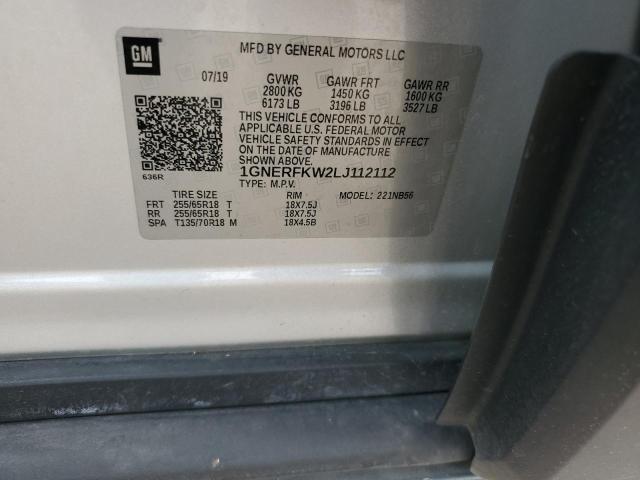 GM
MFD BY GENERAL MOTORS LLC
07/19 GVWR GAWR FRT GAWR RR
2800 KG 1450 KG 1600 KG
6173 LB 3196 LB 3527 LB
THIS VEHICLE CONFORMS TO ALL
APPLICABLE U.S. FEDERAL MOTOR
VEHICLE SAFETY STANDARDS IN EFFECT
ON THE DATE OF MANUFACTURE
SHOWN ABOVE.
636R 1GNERFKW2LJ112112
TYPE: M.P.V. MODEL: 221NB56
TIRE SIZE RIM
FRT 255/65R18 T 18X7.5J
RR 255/65R18 T 18X7.5J
SPA T135/70R18 M 18X4.5B